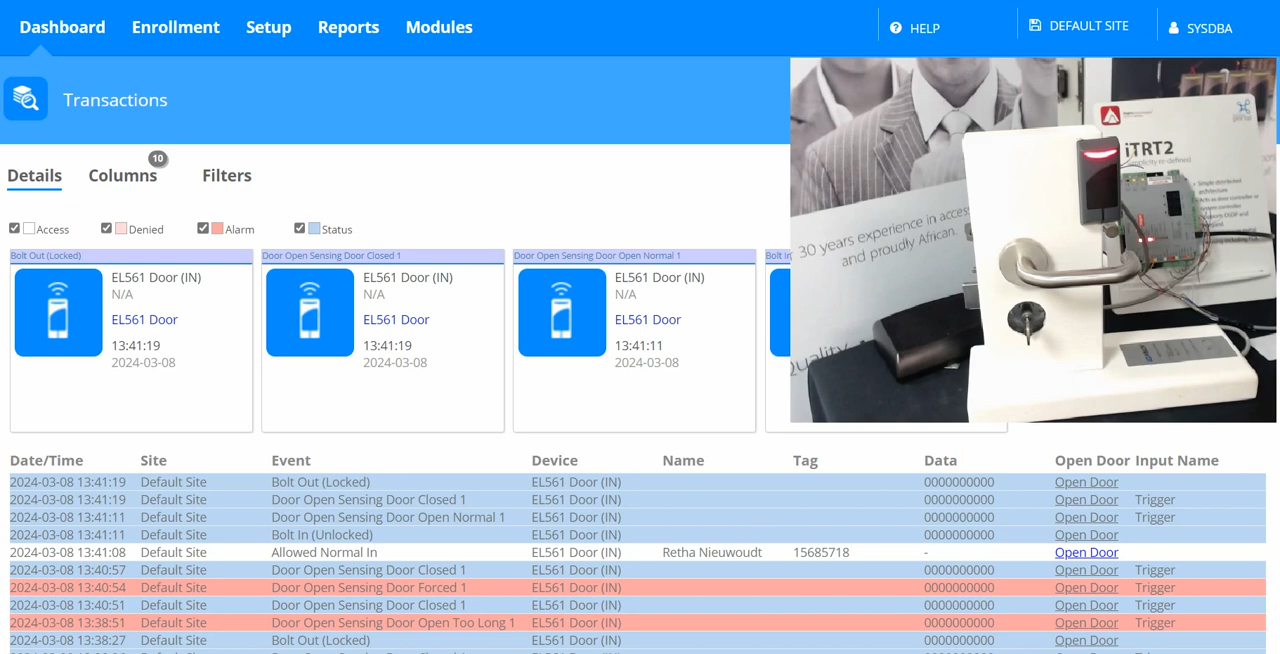 Dashboard Enrollment Setup Reports Modules HELP DEFAULT SITE SYSDBA
Transactions
Details Columns 10 Filters
Access Denied Alarm Status
Bolt Out (Locked)
EL561 Door (IN)
N/A
EL561 Door
13:41:19
2024-03-08
Door Open Sensing Door Closed 1
EL561 Door (IN)
N/A
EL561 Door
13:41:19
2024-03-08
Door Open Sensing Door Open Normal 1
EL561 Door (IN)
N/A
EL561 Door
13:41:11
2024-03-08
Bolt In
iTRT2
30 years experience in access
and proudly African.
Quality
Date/Time Site Event Device Name Tag Data Open Door Input Name
2024-03-08 13:41:19 Default Site Bolt Out (Locked) EL561 Door (IN) 0000000000 Open Door
2024-03-08 13:41:19 Default Site Door Open Sensing Door Closed 1 EL561 Door (IN) 0000000000 Open Door Trigger
2024-03-08 13:41:11 Default Site Door Open Sensing Door Open Normal 1 EL561 Door (IN) 0000000000 Open Door Trigger
2024-03-08 13:41:11 Default Site Bolt In (Unlocked) EL561 Door (IN) 0000000000 Open Door
2024-03-08 13:41:08 Default Site Allowed Normal In EL561 Door (IN) Retha Nieuwoudt 15685718 - Open Door
2024-03-08 13:40:57 Default Site Door Open Sensing Door Closed 1 EL561 Door (IN) 0000000000 Open Door Trigger
2024-03-08 13:40:54 Default Site Door Open Sensing Door Forced 1 EL561 Door (IN) 0000000000 Open Door Trigger
2024-03-08 13:40:51 Default Site Door Open Sensing Door Closed 1 EL561 Door (IN) 0000000000 Open Door Trigger
2024-03-08 13:38:51 Default Site Door Open Sensing Door Open Too Long 1 EL561 Door (IN) 0000000000 Open Door Trigger
2024-03-08 13:38:27 Default Site Bolt Out (Locked) EL561 Door (IN) 0000000000 Open Door